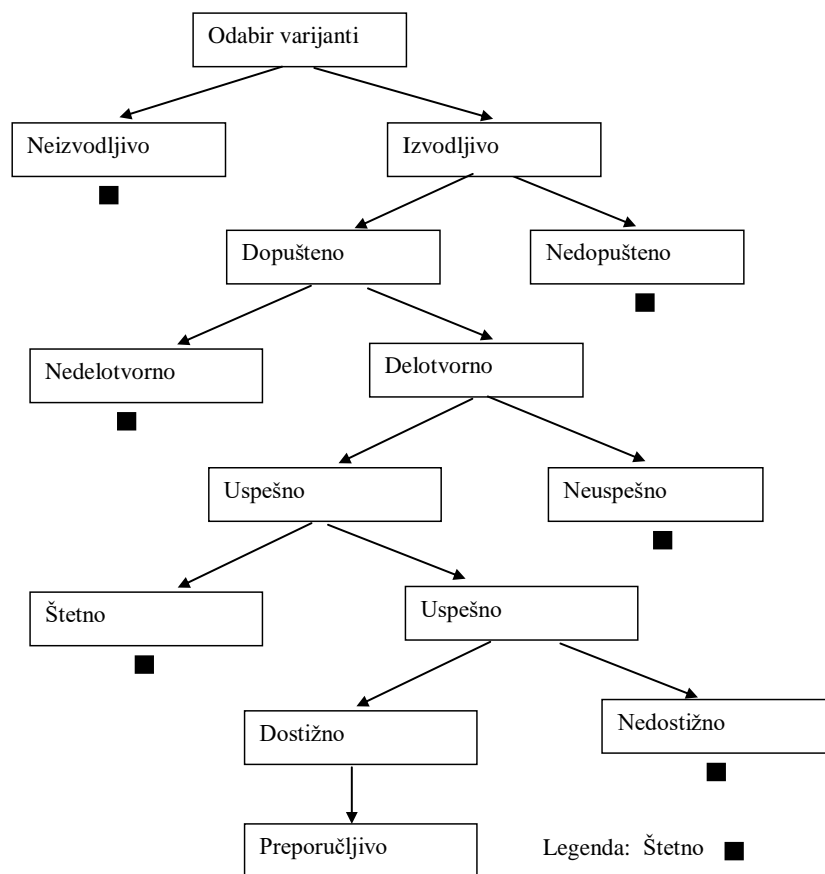 Odabir varijanti
Neizvodljivo
Izvodljivo
Dopušteno
Nedopušteno
Nedelotvorno
Delotvorno
Uspešno
Neuspešno
Štetno
Uspešno
Dostižno
Nedostižno
Preporučljivo
Legenda: Štetno